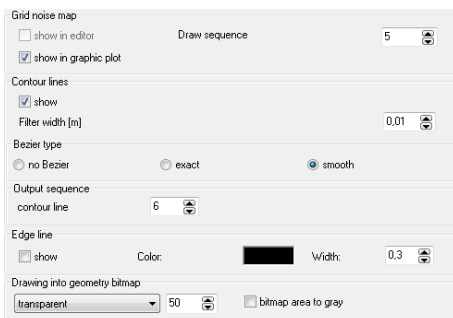 Grid noise map
show in editor Draw sequence 5
show in graphic plot
Contour lines
show
Filter width [m] 0,01
Bezier type
no Bezier exact smooth
Output sequence
contour line 6
Edge line
show Color: Width: 0,3
Drawing into geometry bitmap
transparent 50 bitmap area to gray